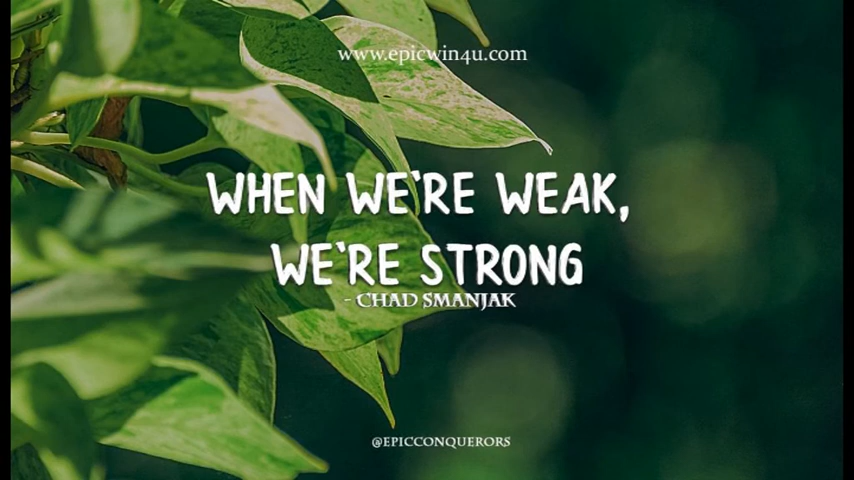 www.epicwin4u.com
WHEN WE'RE WEAK,
WE'RE STRONG
- CHAD SMANJAK
@EPICCONQUERORS